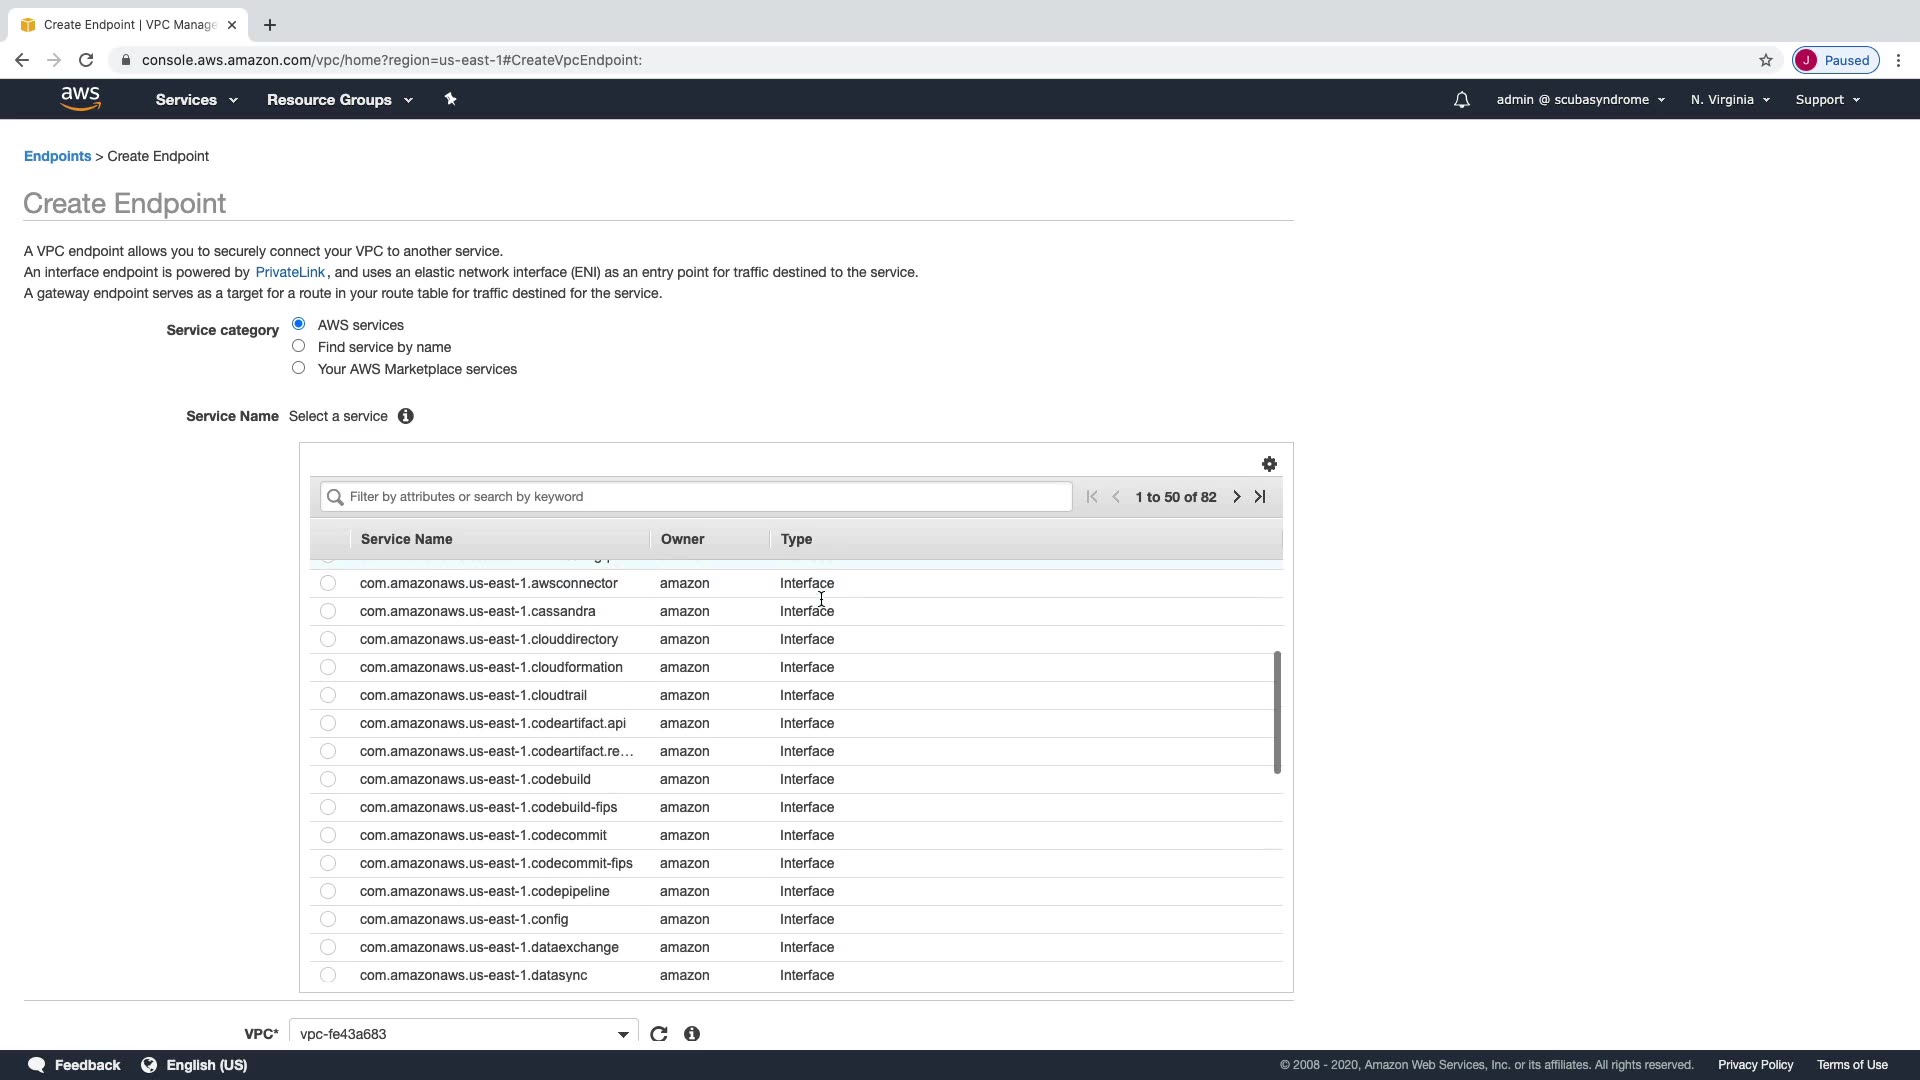 Create Endpoint | VPC Manage
console.aws.amazon.com/vpc/home?region=us-east-1#CreateVpcEndpoint:
J Paused
aws Services Resource Groups admin @ scubasyndrome N. Virginia Support
Endpoints > Create Endpoint
Create Endpoint
A VPC endpoint allows you to securely connect your VPC to another service.
An interface endpoint is powered by PrivateLink, and uses an elastic network interface (ENI) as an entry point for traffic destined to the service.
A gateway endpoint serves as a target for a route in your route table for traffic destined for the service.
Service category AWS services
Find service by name
Your AWS Marketplace services
Service Name Select a service
Filter by attributes or search by keyword 1 to 50 of 82
Service Name Owner Type
com.amazonaws.us-east-1.awsconnector amazon Interface
com.amazonaws.us-east-1.cassandra amazon Interface
com.amazonaws.us-east-1.clouddirectory amazon Interface
com.amazonaws.us-east-1.cloudformation amazon Interface
com.amazonaws.us-east-1.cloudtrail amazon Interface
com.amazonaws.us-east-1.codeartifact.api amazon Interface
com.amazonaws.us-east-1.codeartifact.re... amazon Interface
com.amazonaws.us-east-1.codebuild amazon Interface
com.amazonaws.us-east-1.codebuild-fips amazon Interface
com.amazonaws.us-east-1.codecommit amazon Interface
com.amazonaws.us-east-1.codecommit-fips amazon Interface
com.amazonaws.us-east-1.codepipeline amazon Interface
com.amazonaws.us-east-1.config amazon Interface
com.amazonaws.us-east-1.dataexchange amazon Interface
com.amazonaws.us-east-1.datasync amazon Interface
VPC* vpc-fe43a683
Feedback English (US) © 2008 - 2020, Amazon Web Services, Inc. or its affiliates. All rights reserved. Privacy Policy Terms of Use